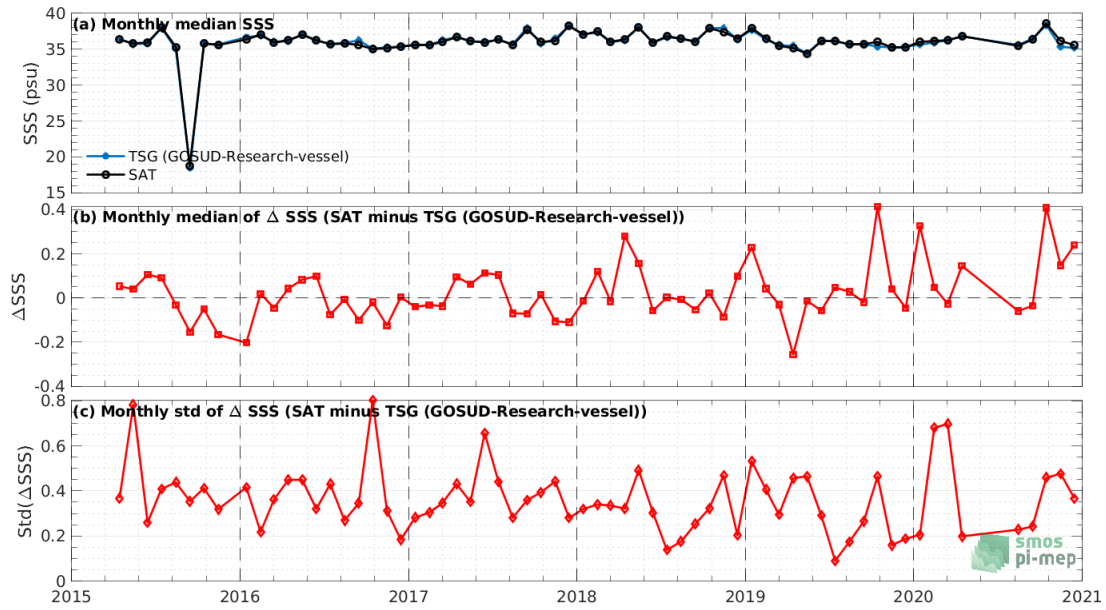 40
(a) Monthly median SSS
35
30
25
20
15
SSS (psu)
TSG (GOSUD-Research-vessel)
SAT
0.4
(b) Monthly median of Δ SSS (SAT minus TSG (GOSUD-Research-vessel))
0.2
0
-0.2
-0.4
ΔSSS
0.8
(c) Monthly std of Δ SSS (SAT minus TSG (GOSUD-Research-vessel))
0.6
0.4
0.2
0
Std(ΔSSS)
smos
pi-mep
2015 2016 2017 2018 2019 2020 2021